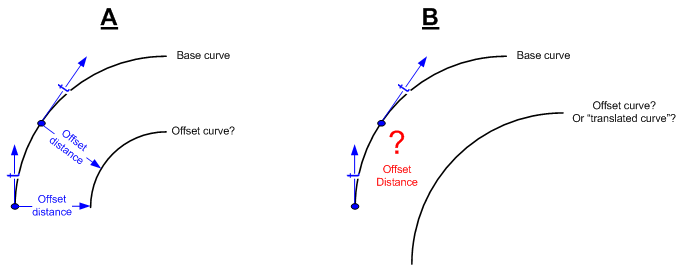 A
Base curve
t
Offset
distance
Offset curve?
t
Offset
distance
B
Base curve
t
?
Offset
Distance
t
Offset curve?
Or “translated curve”?